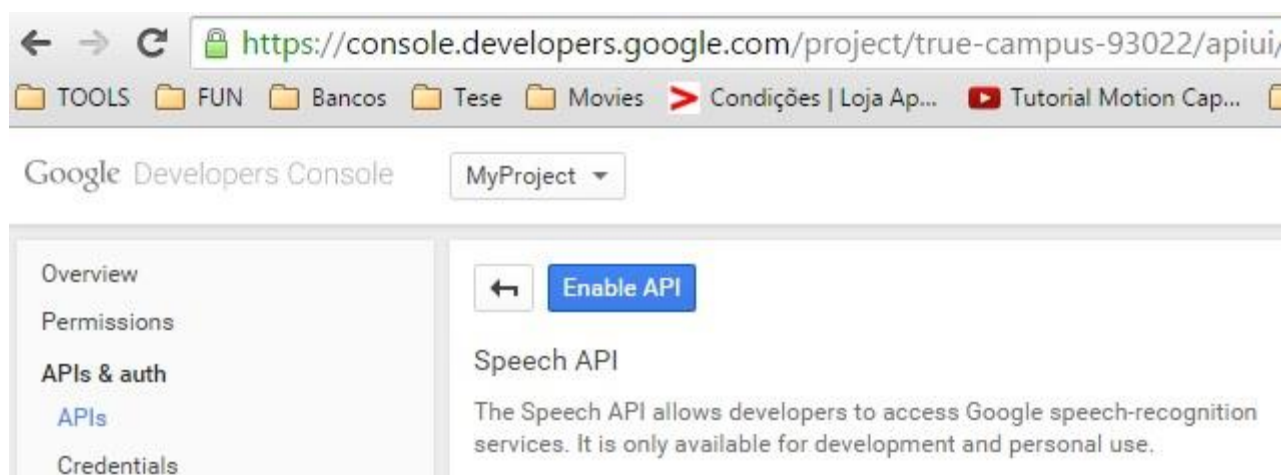 https://console.developers.google.com/project/true-campus-93022/apiui/
TOOLS FUN Bancos Tese Movies Condições | Loja Ap... Tutorial Motion Cap...
Google Developers Console MyProject
Overview
Permissions
APIs & auth
APIs
Credentials
Enable API
Speech API
The Speech API allows developers to access Google speech-recognition
services. It is only available for development and personal use.